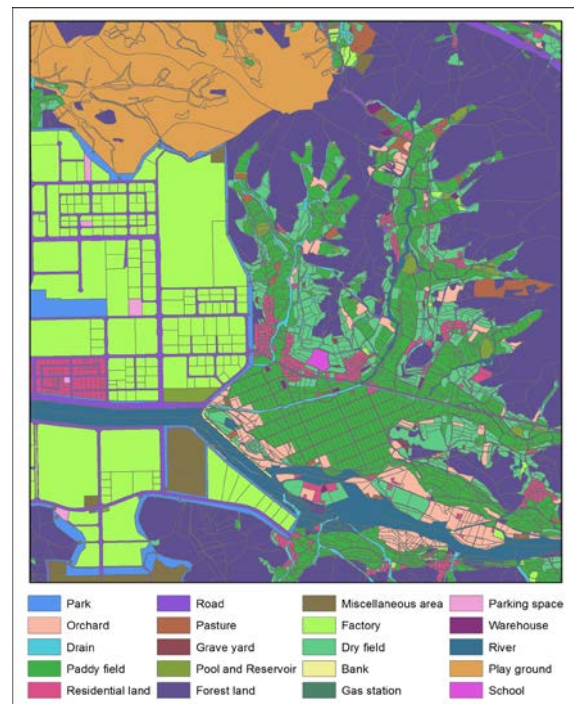 Park Road Miscellaneous area Parking space
Orchard Pasture Factory Warehouse
Drain Grave yard Dry field River
Paddy field Pool and Reservoir Bank Play ground
Residential land Forest land Gas station School